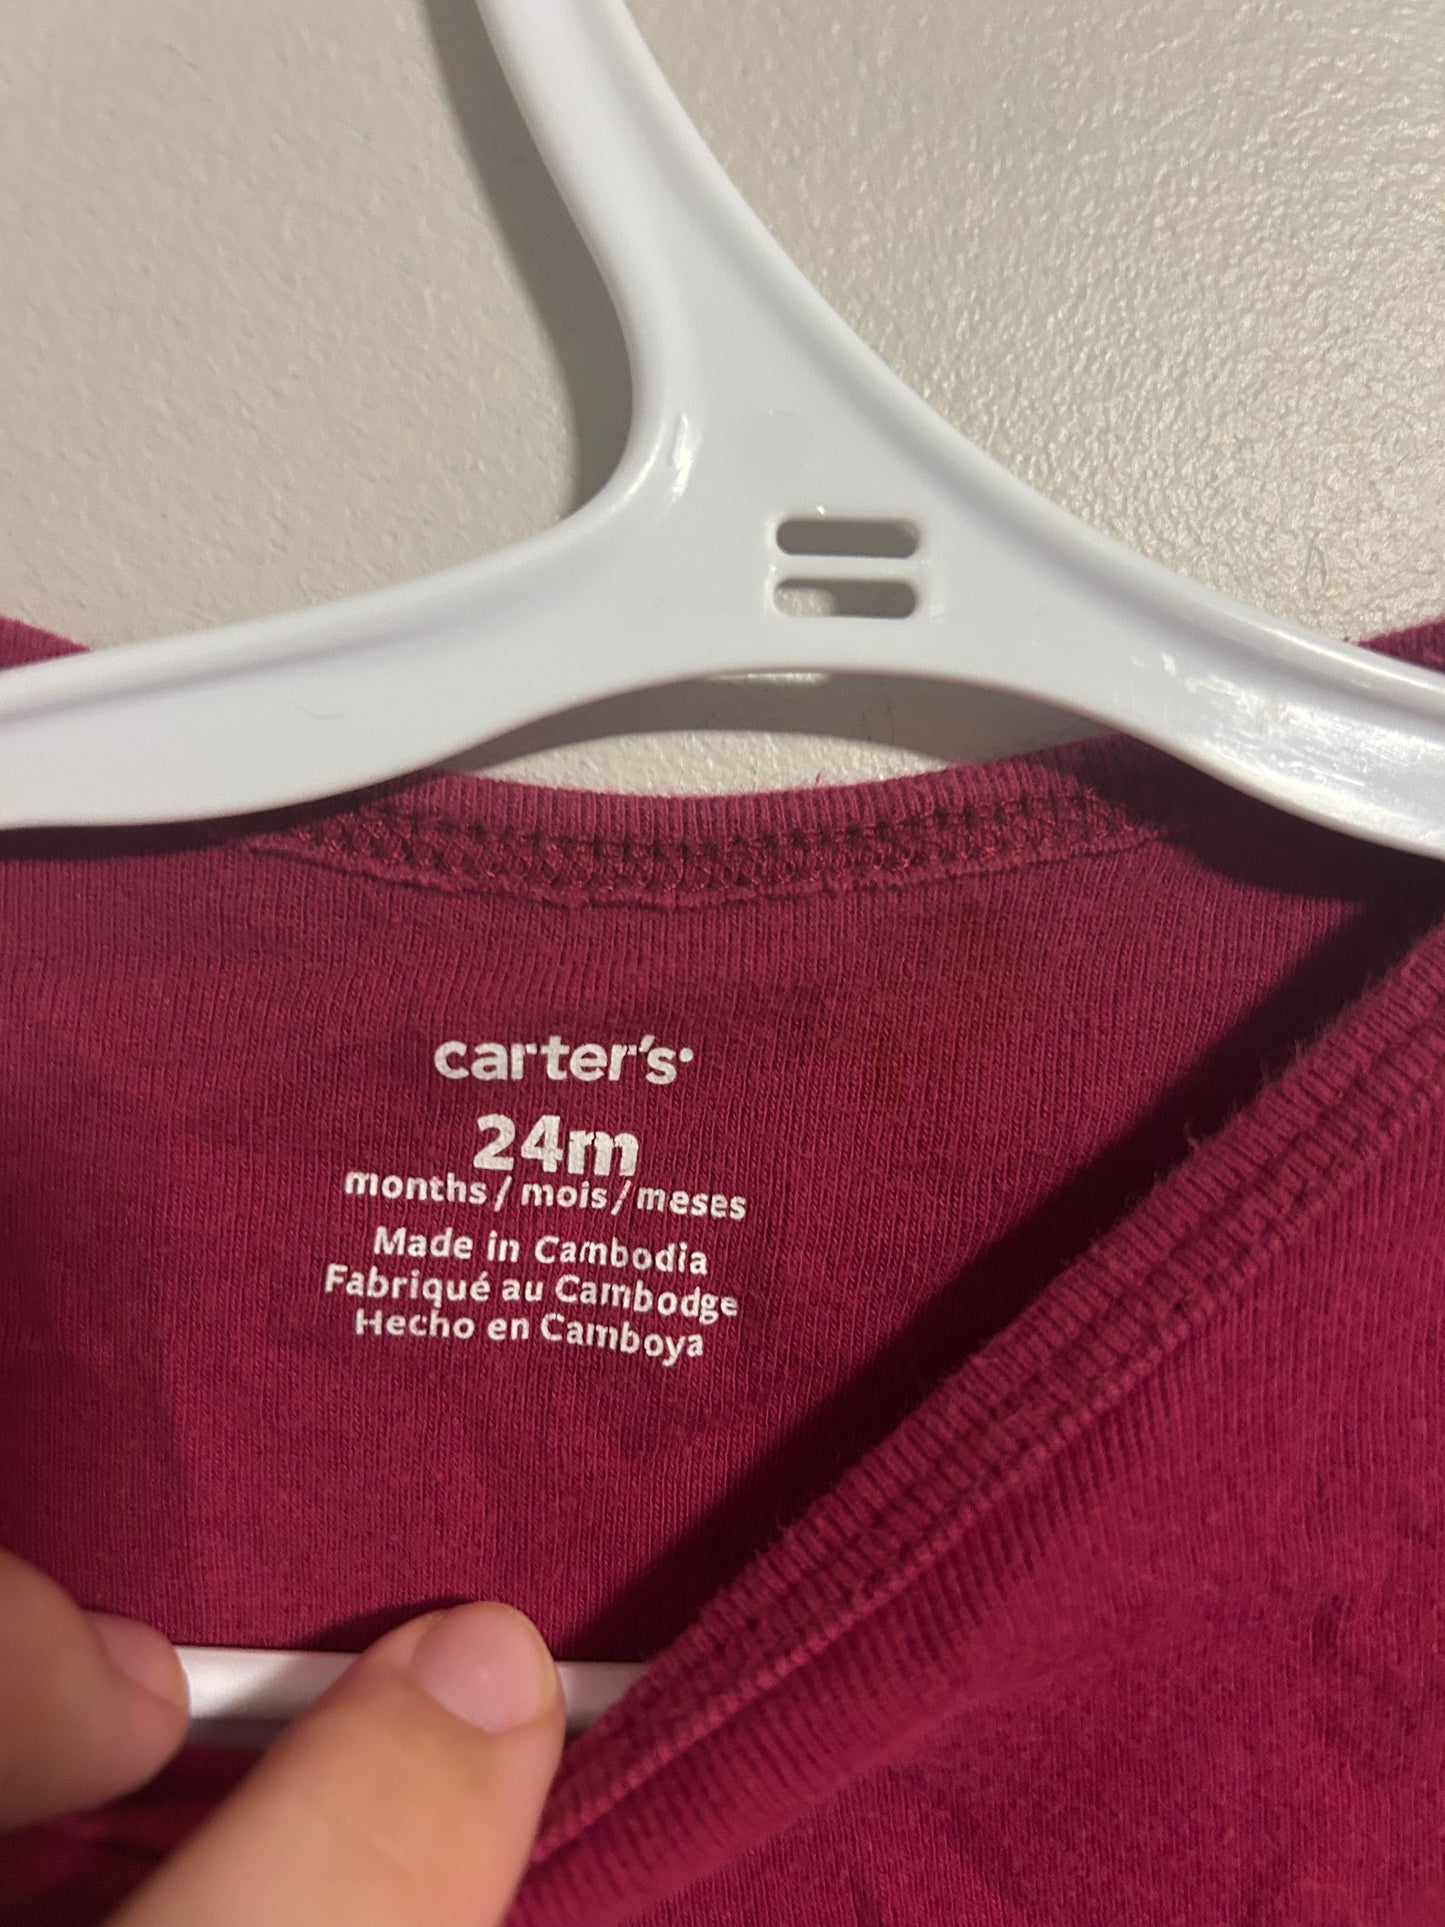 carter's
24m
months/mois/meses
Made in Cambodia
Fabriqué au Cambodge
Hecho en Camboya